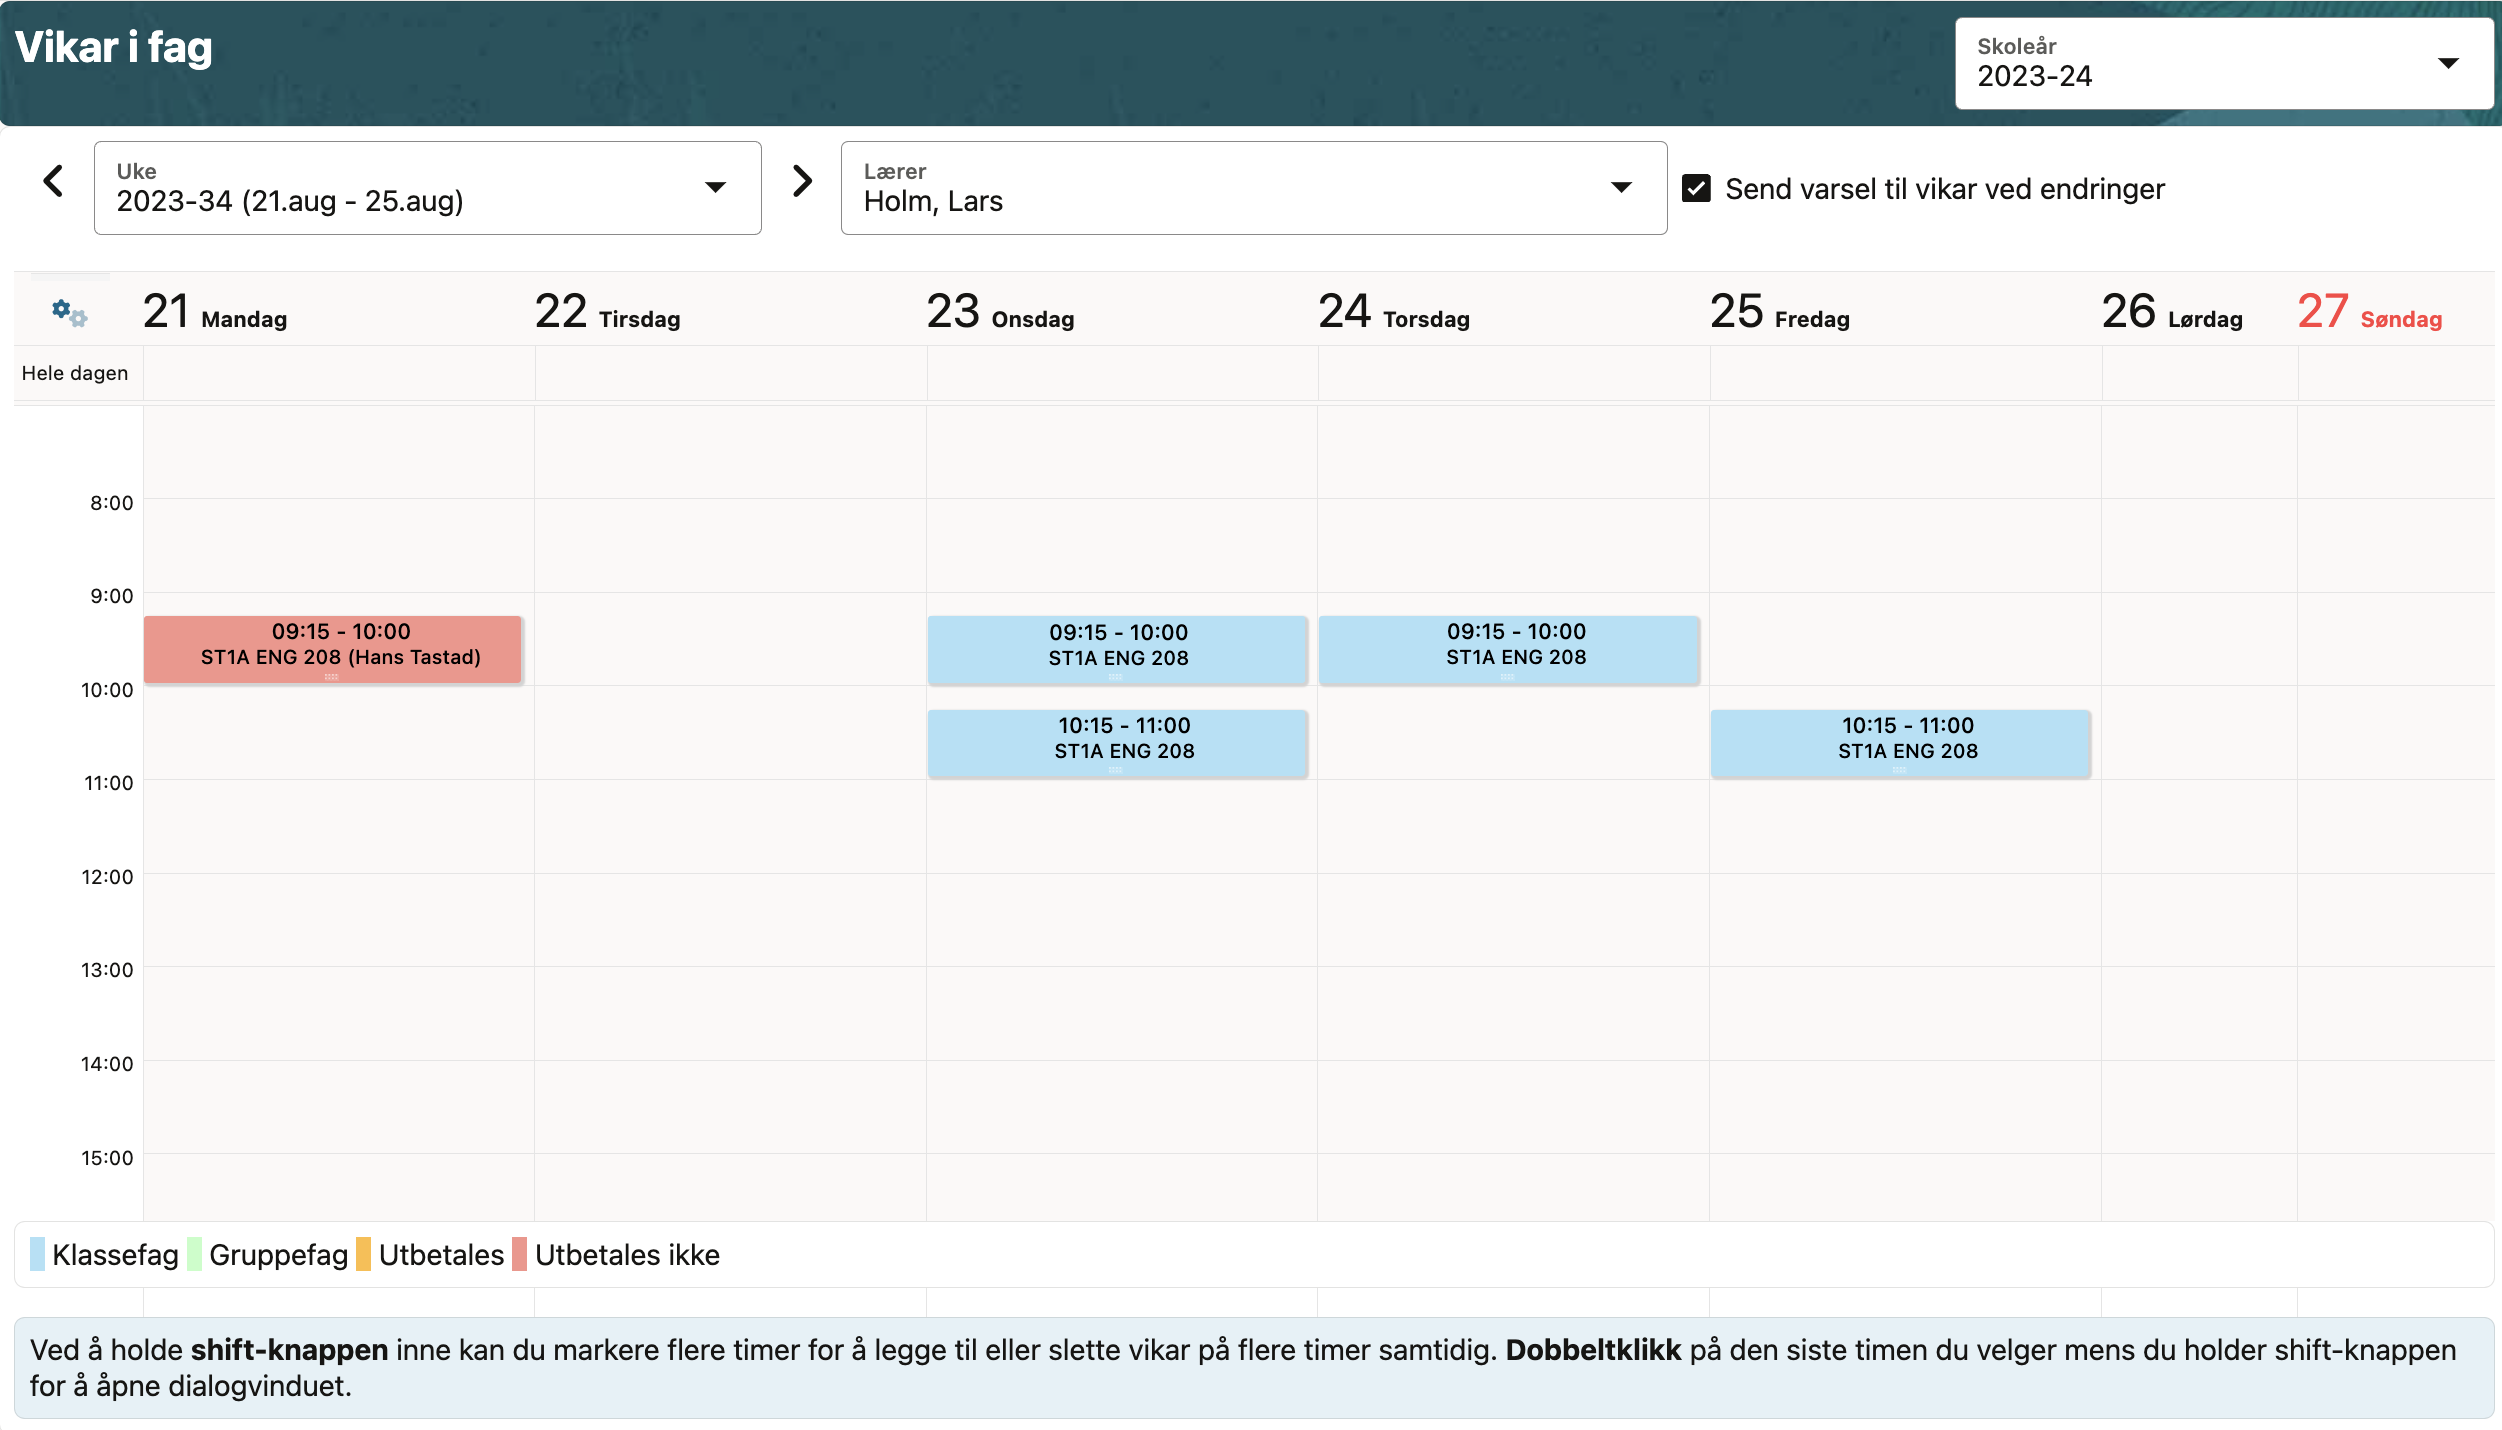 Vikar i fag
Skoleår
2023-24
Uke
2023-34 (21.aug - 25.aug)
Lærer
Holm, Lars
Send varsel til vikar ved endringer
21 Mandag
22 Tirsdag
23 Onsdag
24 Torsdag
25 Fredag
26 Lørdag
27 Søndag
Hele dagen
8:00
9:00
09:15 - 10:00
ST1A ENG 208 (Hans Tastad)
09:15 - 10:00
ST1A ENG 208
09:15 - 10:00
ST1A ENG 208
10:00
10:15 - 11:00
ST1A ENG 208
10:15 - 11:00
ST1A ENG 208
11:00
12:00
13:00
14:00
15:00
Klassefag Gruppefag Utbetales Utbetales ikke
Ved å holde shift-knappen inne kan du markere flere timer for å legge til eller slette vikar på flere timer samtidig. Dobbeltklikk på den siste timen du velger mens du holder shift-knappen
for å åpne dialogvinduet.